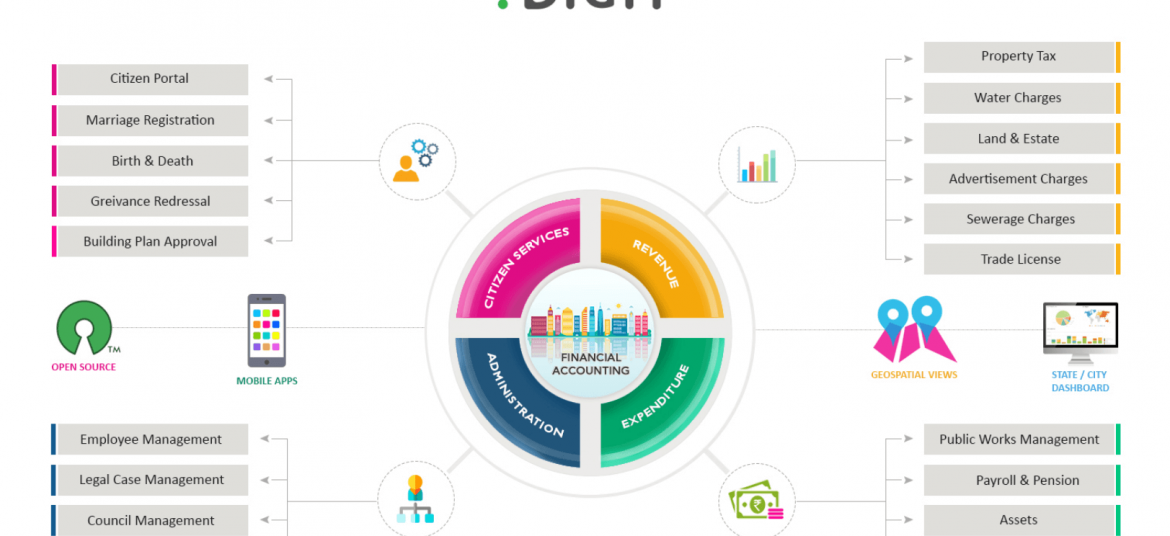 Citizen Portal
Marriage Registration
Birth & Death
Greivance Redressal
Building Plan Approval
Property Tax
Water Charges
Land & Estate
Advertisement Charges
Sewerage Charges
Trade License
CITIZEN SERVICES
REVENUE
FINANCIAL
ACCOUNTING
ADMINISTRATION
EXPENDITURE
TM
OPEN SOURCE
MOBILE APPS
GEOSPATIAL VIEWS
STATE / CITY
DASHBOARD
Employee Management
Legal Case Management
Council Management
Public Works Management
Payroll & Pension
Assets